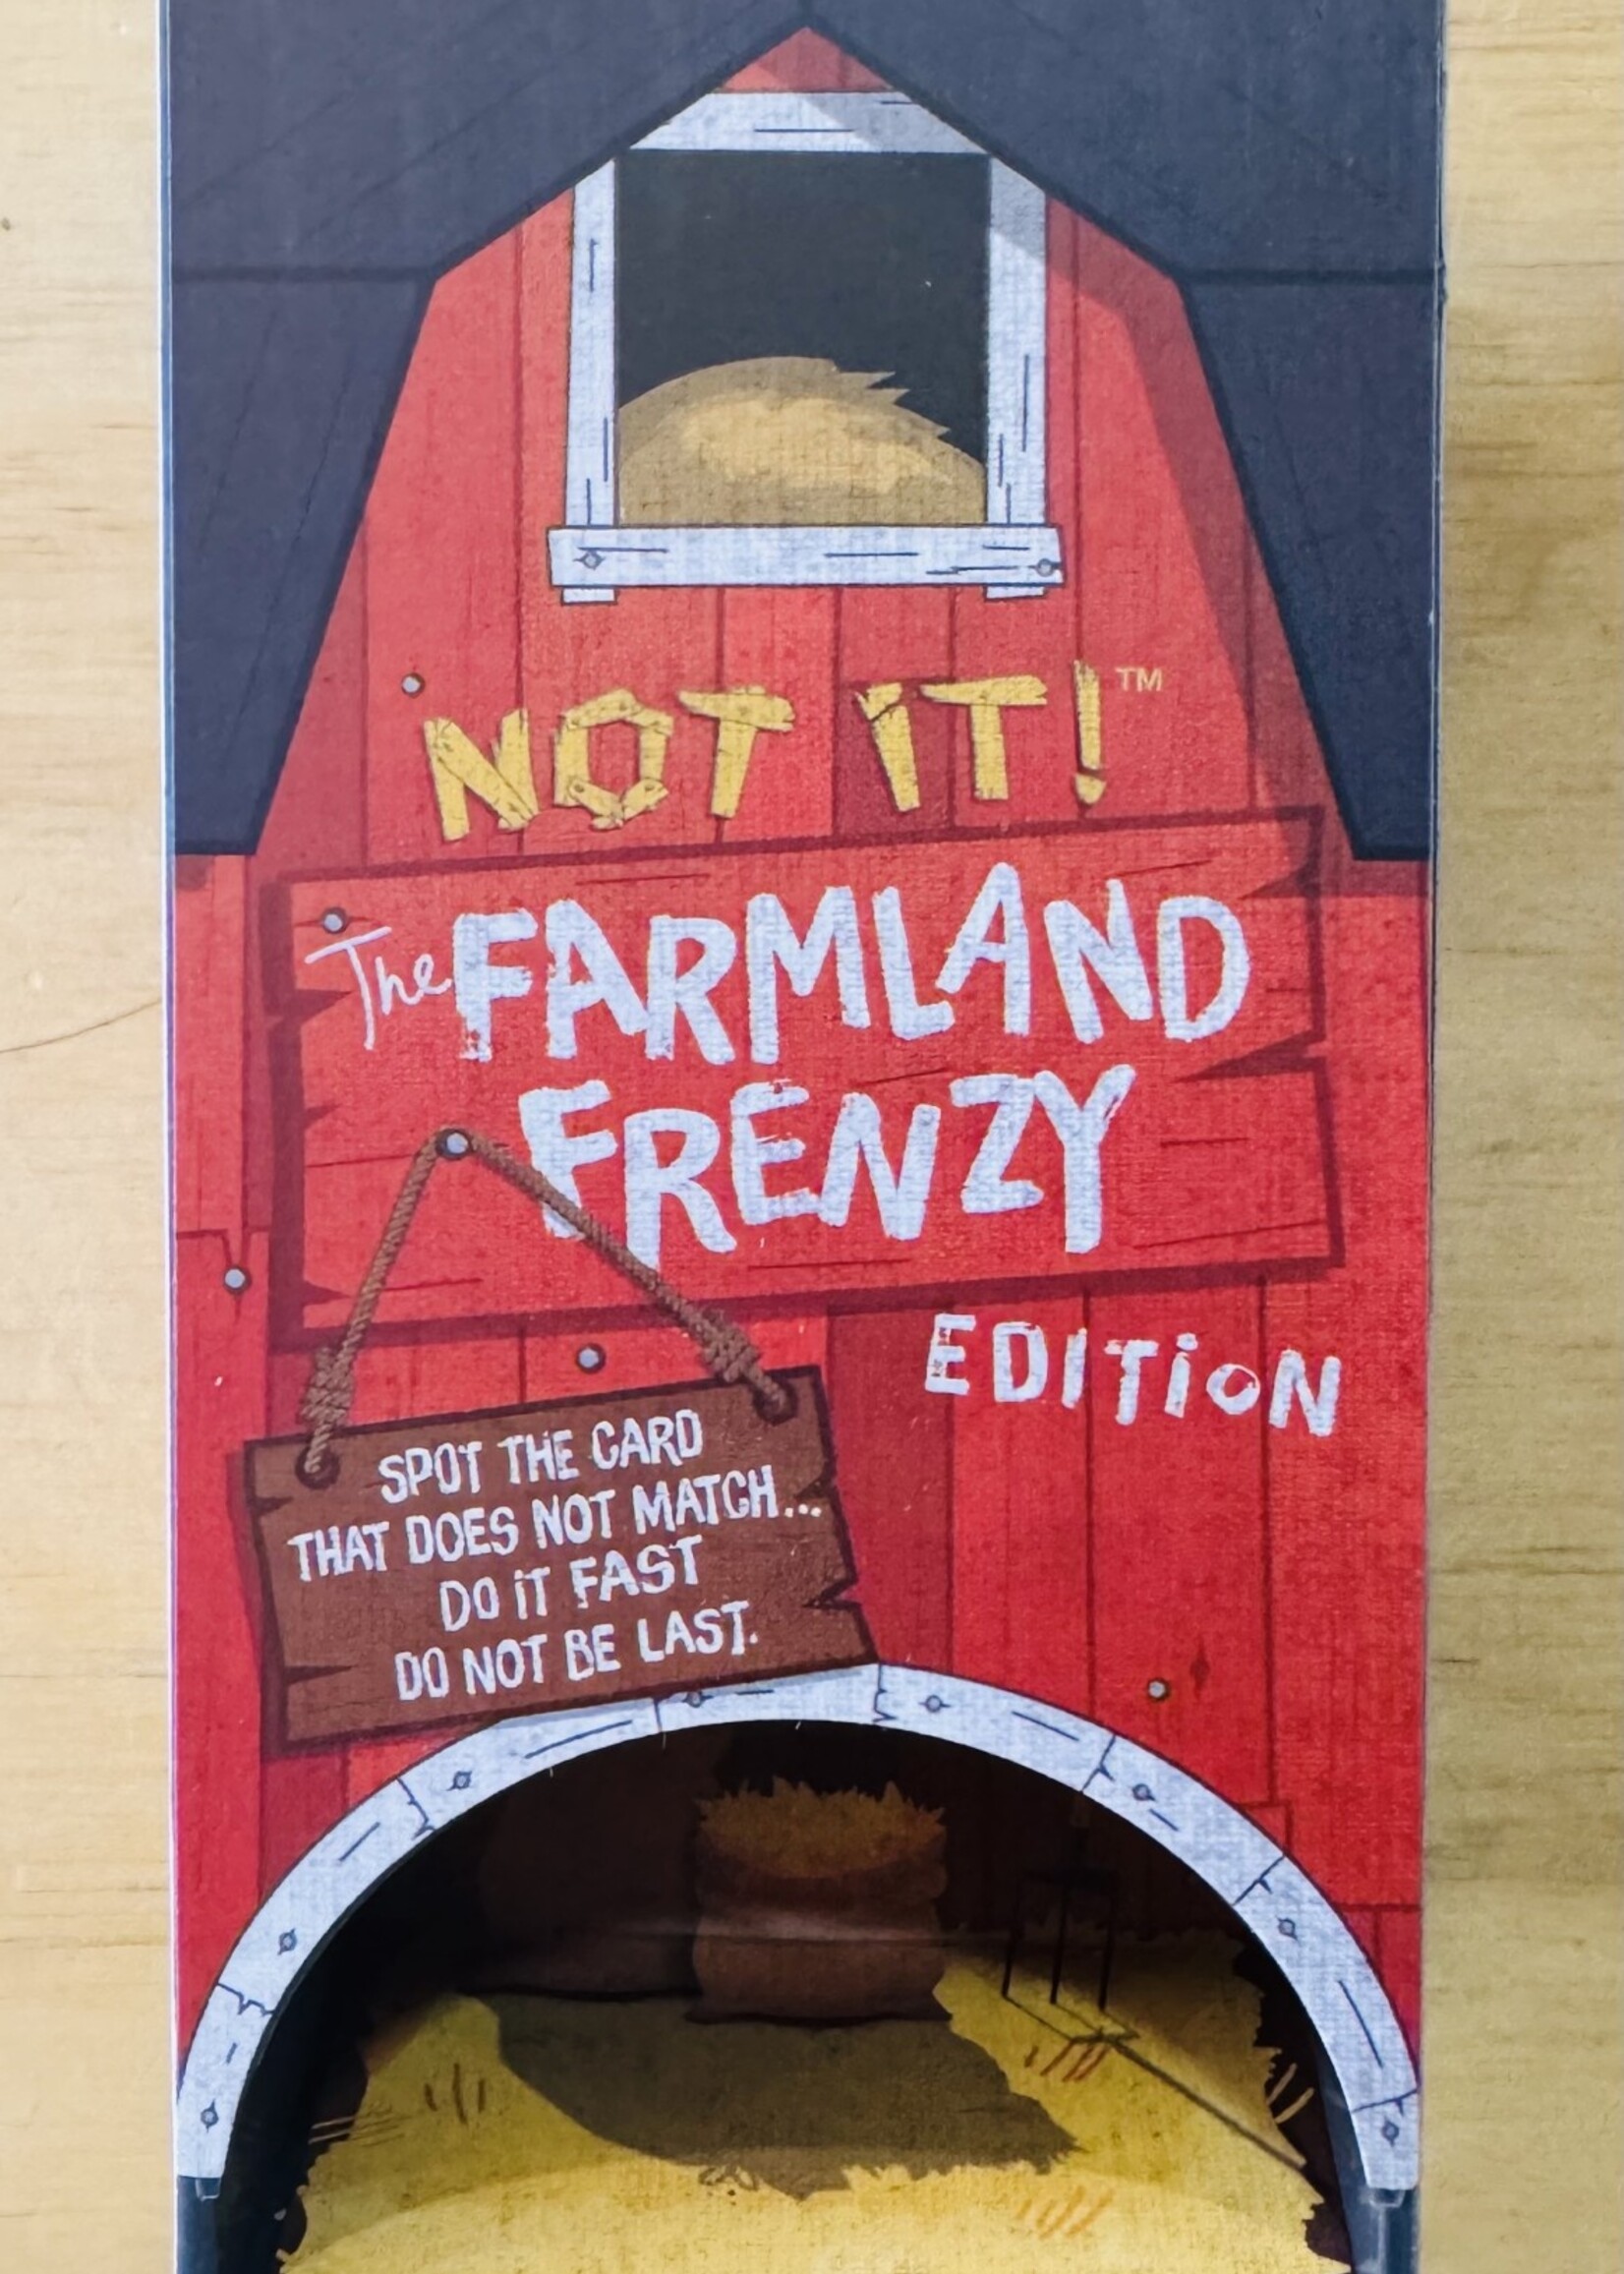 NOT IT!™
The FARMLAND
FRENZY
EDITION
SPOT THE CARD
THAT DOES NOT MATCH...
DO IT FAST
DO NOT BE LAST.